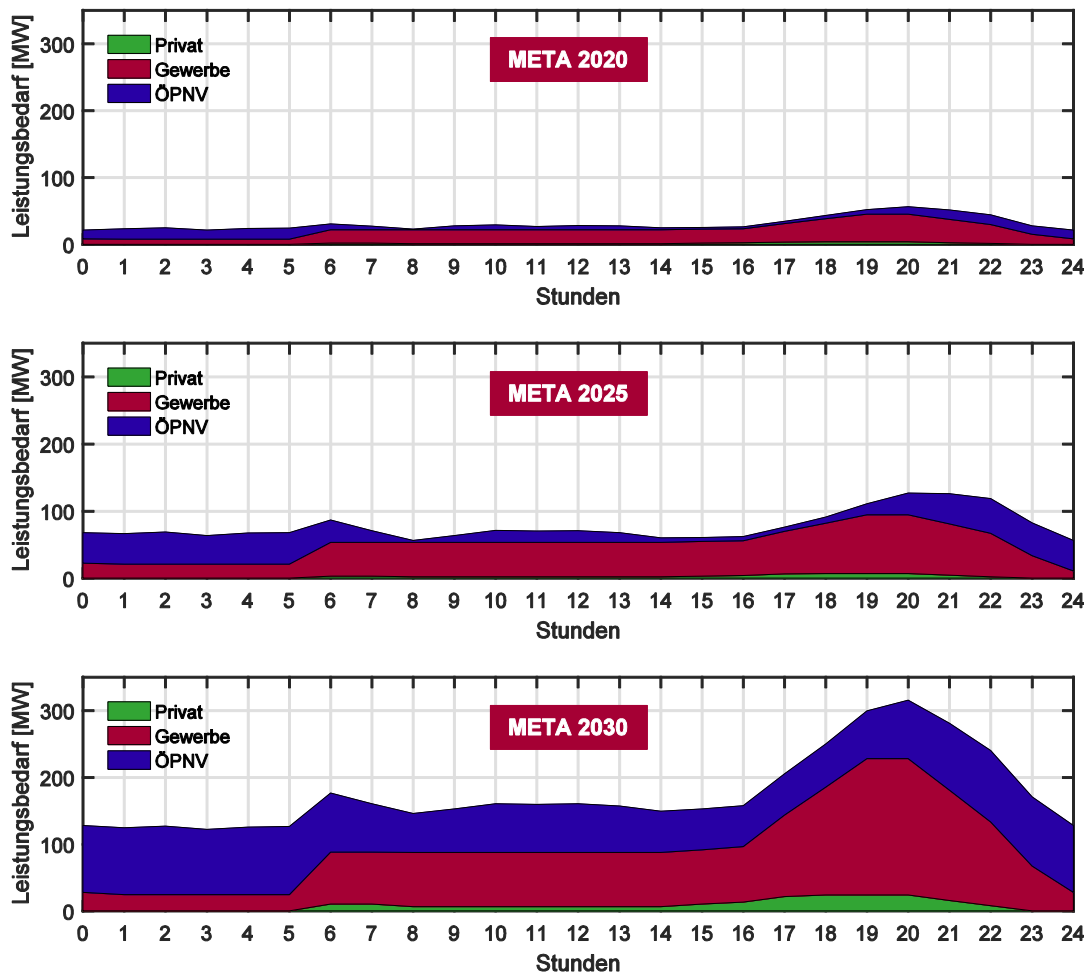 Leistungsbedarf [MW]
300
200
100
0
Privat
Gewerbe
ÖPNV
META 2020
0 1 2 3 4 5 6 7 8 9 10 11 12 13 14 15 16 17 18 19 20 21 22 23 24
Stunden
Leistungsbedarf [MW]
300
200
100
0
Privat
Gewerbe
ÖPNV
META 2025
0 1 2 3 4 5 6 7 8 9 10 11 12 13 14 15 16 17 18 19 20 21 22 23 24
Stunden
Leistungsbedarf [MW]
300
200
100
0
Privat
Gewerbe
ÖPNV
META 2030
0 1 2 3 4 5 6 7 8 9 10 11 12 13 14 15 16 17 18 19 20 21 22 23 24
Stunden